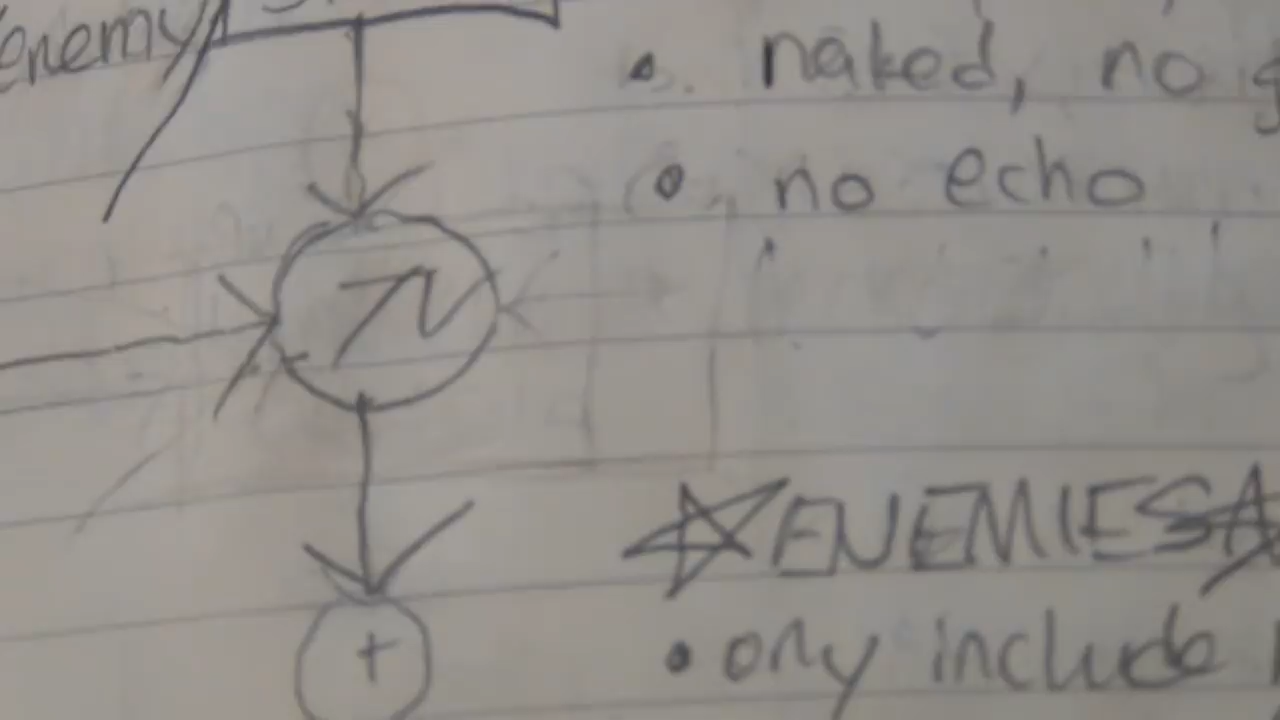 enemy
naked, no
no echo
ENEMIES
+
only include